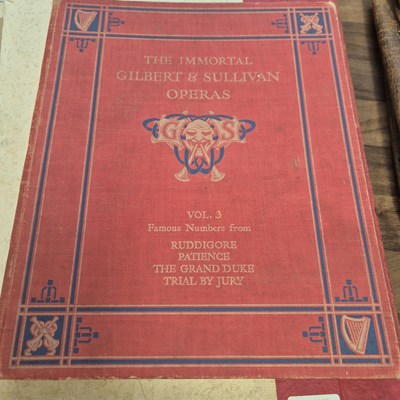 THE IMMORTAL
GILBERT & SULLIVAN
OPERAS
G&S
VOL. 3
Famous Numbers from
RUDDIGORE
PATIENCE
THE GRAND DUKE
TRIAL BY JURY